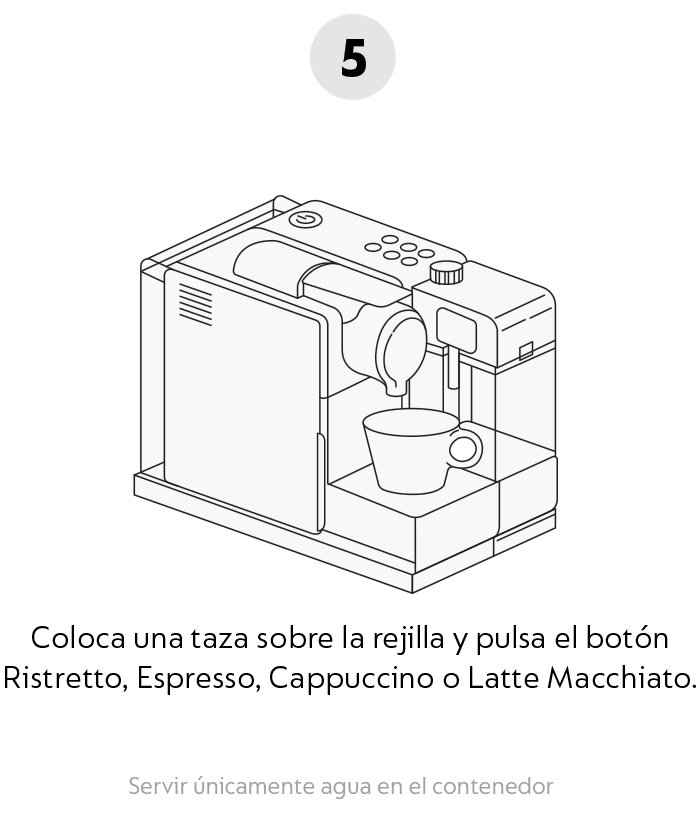 5
Coloca una taza sobre la rejilla y pulsa el botón
Ristretto, Espresso, Cappuccino o Latte Macchiato.
Servir únicamente agua en el contenedor